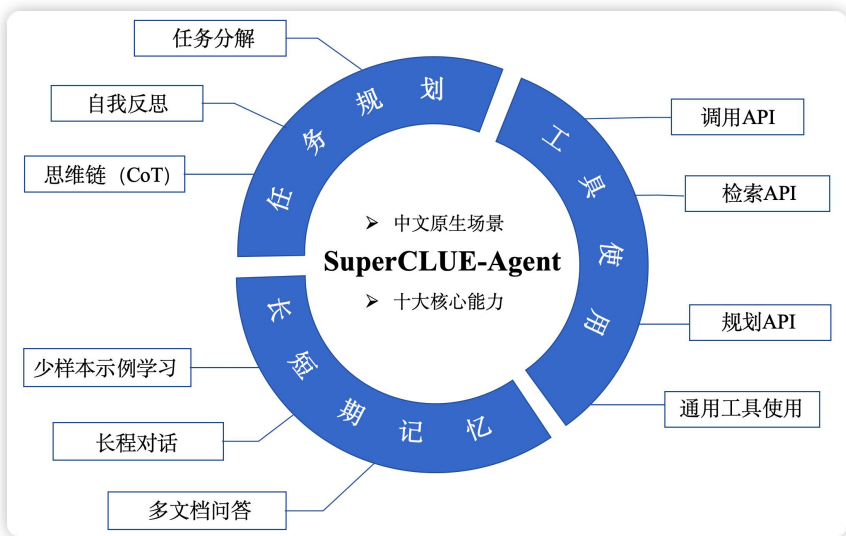 任务分解
自我反思
思维链（CoT）
任务规划
调用API
检索API
规划API
通用工具使用
工具使用
➢ 中文原生场景
SuperCLUE-Agent
➢ 十大核心能力
少样本示例学习
长程对话
多文档问答
长短期记忆